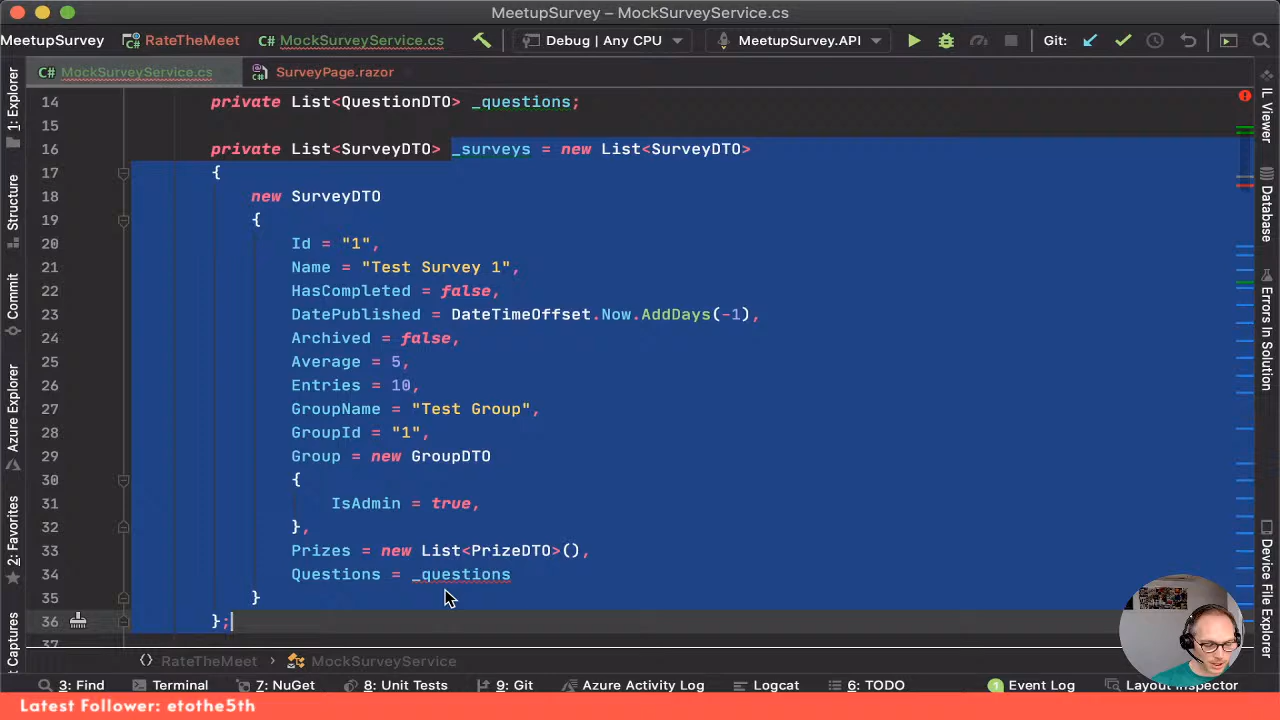 MeetupSurvey – MockSurveyService.cs
MeetupSurvey RateTheMeet C# MockSurveyService.cs Debug | Any CPU MeetupSurvey.API Git:
C# MockSurveyService.cs SurveyPage.razor
1: Explorer
Structure
Commit
Azure Explorer
2: Favorites
Captures
14 private List<QuestionDTO> _questions;
15
16 private List<SurveyDTO> _surveys = new List<SurveyDTO>
17 {
18 new SurveyDTO
19 {
20 Id = "1",
21 Name = "Test Survey 1",
22 HasCompleted = false,
23 DatePublished = DateTimeOffset.Now.AddDays(-1),
24 Archived = false,
25 Average = 5,
26 Entries = 10,
27 GroupName = "Test Group",
28 GroupId = "1",
29 Group = new GroupDTO
30 {
31 IsAdmin = true,
32 },
33 Prizes = new List<PrizeDTO>(),
34 Questions = _questions
35 }
36 };
37
IL Viewer
Database
Errors In Solution
Device File Explorer
{} RateTheMeet > MockSurveyService
3: Find Terminal 7: NuGet 8: Unit Tests 9: Git Azure Activity Log Logcat 6: TODO 1 Event Log Layout Inspector
Latest Follower: etothe5th